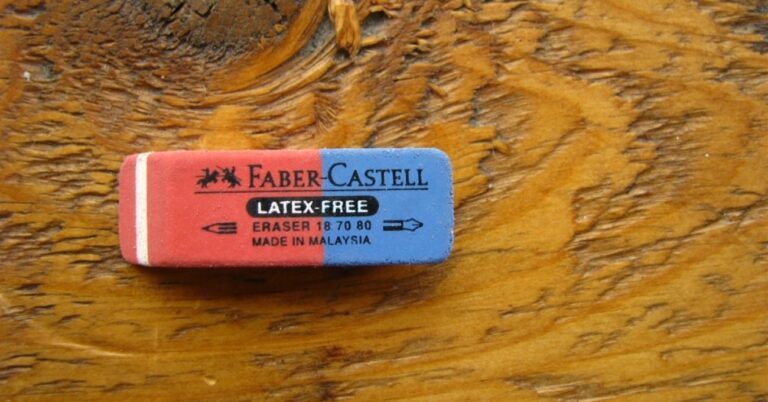 FABER-CASTELL
LATEX-FREE
ERASER 18 70 80
MADE IN MALAYSIA